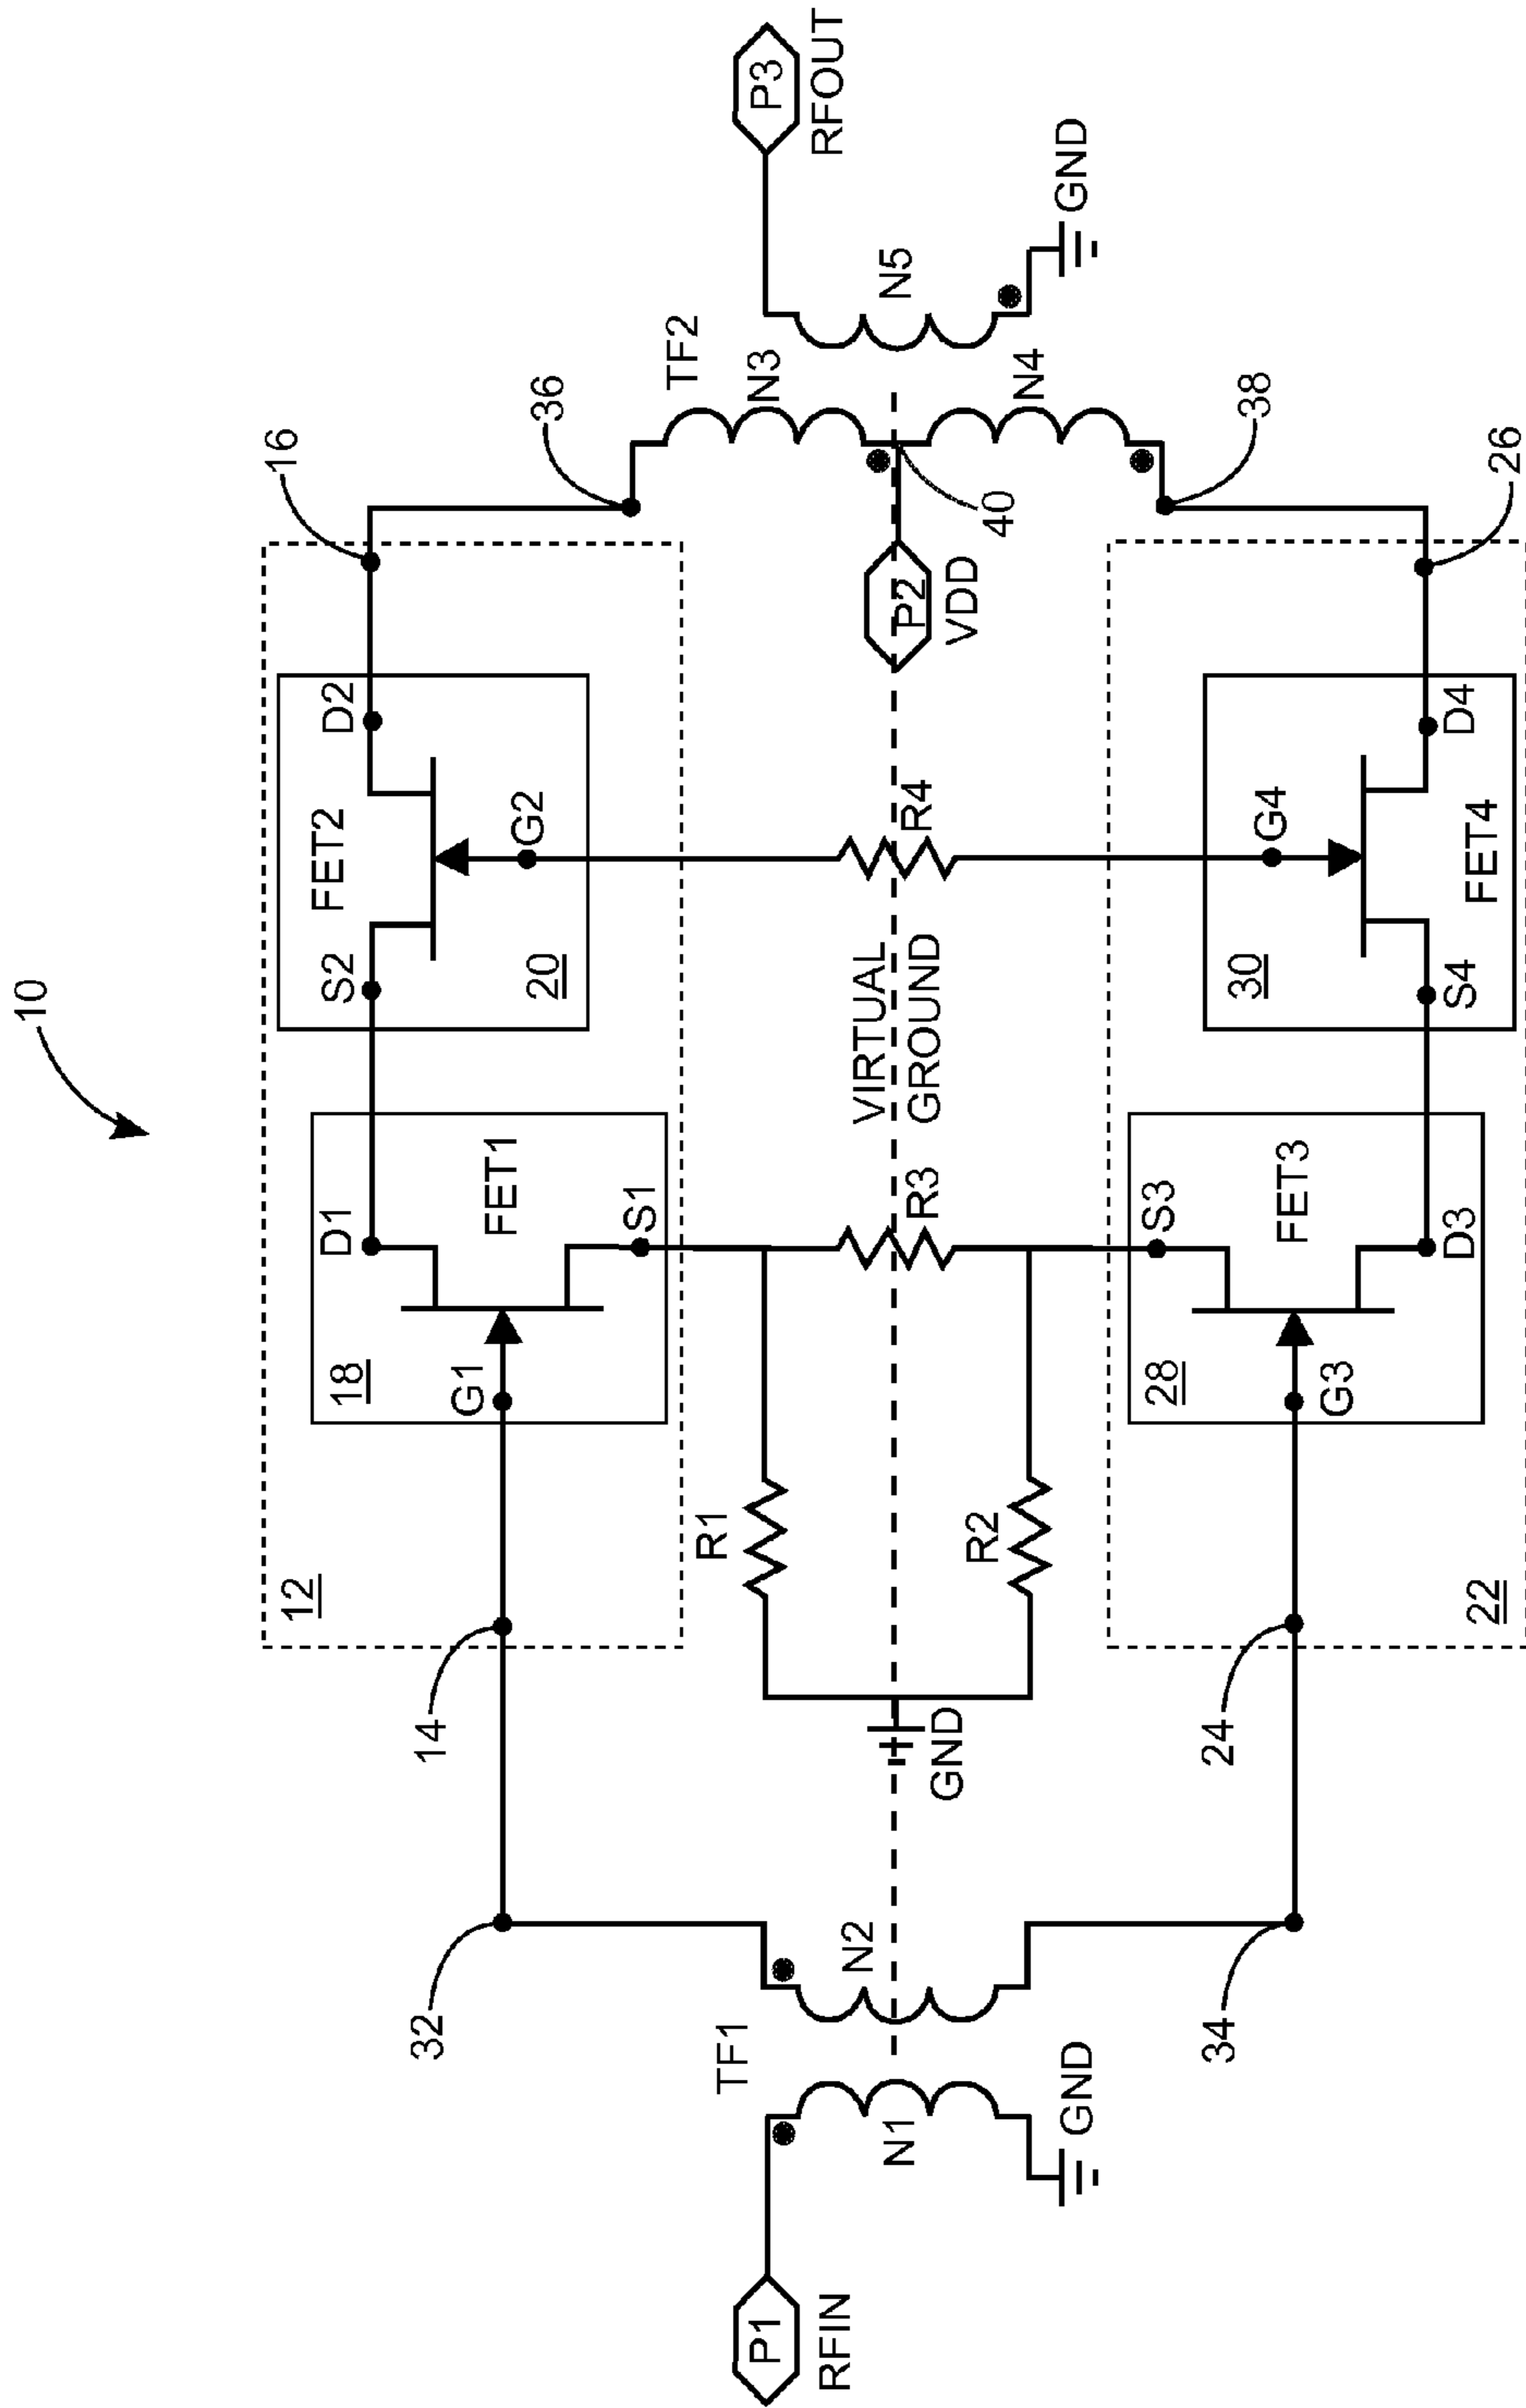 10
12
14
16
18
20
FET1
D1
G1
S1
FET2
S2
D2
G2
36
TF2
N3
N4
N5
P3
RFOUT
GND
40
P2
VDD
VIRTUAL
GROUND
R1
R2
R3
R4
GND
32
TF1
N1
N2
P1
RFIN
GND
34
24
22
28
FET3
S3
G3
D3
30
FET4
G4
S4
D4
38
26